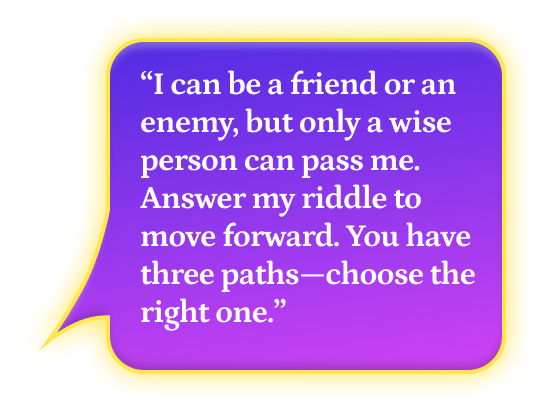 “I can be a friend or an
enemy, but only a wise
person can pass me.
Answer my riddle to
move forward. You have
three paths—choose the
right one.”